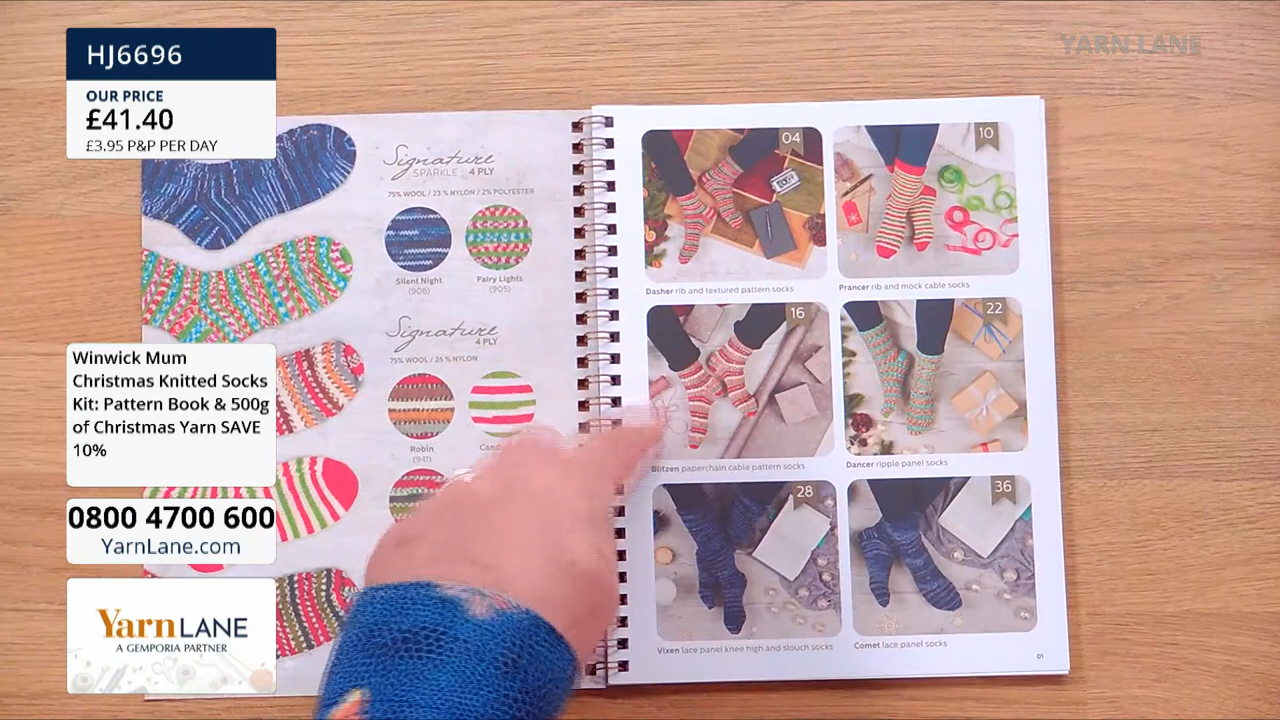 HJ6696
OUR PRICE
£41.40
£3.95 P&P PER DAY
Winwick Mum
Christmas Knitted Socks
Kit: Pattern Book & 500g
of Christmas Yarn SAVE
10%
0800 4700 600
YarnLane.com
YarnLANE
A GEMPORIA PARTNER
YARN LANE
Signature
SPARKLE 4 PLY
75% WOOL / 23% NYLON / 2% POLYESTER
Silent Night
(906)
Fairy Lights
(905)
Signature
4 PLY
75% WOOL / 25% NYLON
Robin
(941)
04
Dasher rib and textured pattern socks
10
Prancer rib and mock cable socks
16
Blitzen paperchain cable pattern socks
22
Dancer ripple panel socks
28
Vixen lace panel knee high and slouch socks
36
Comet lace panel socks
01